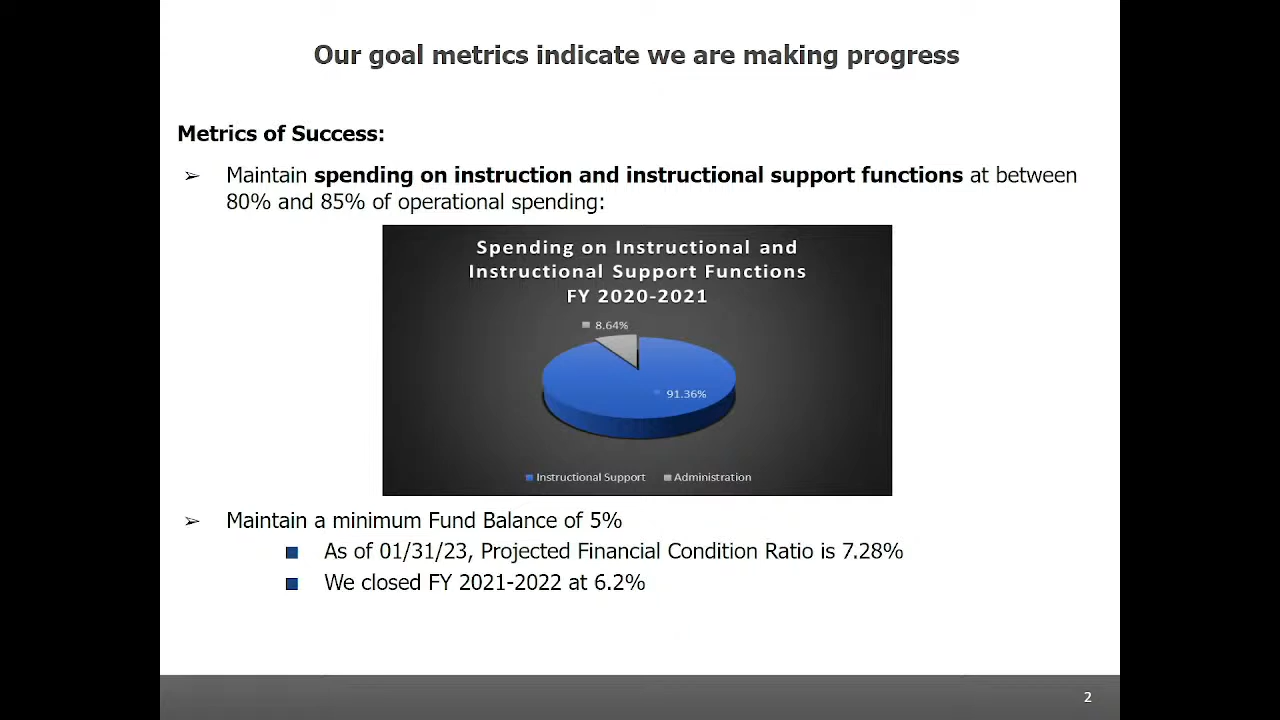 Our goal metrics indicate we are making progress
Metrics of Success:
➢ Maintain spending on instruction and instructional support functions at between
80% and 85% of operational spending:
Spending on Instructional and
Instructional Support Functions
FY 2020-2021
8.64%
91.36%
Instructional Support Administration
➢ Maintain a minimum Fund Balance of 5%
■ As of 01/31/23, Projected Financial Condition Ratio is 7.28%
■ We closed FY 2021-2022 at 6.2%
2